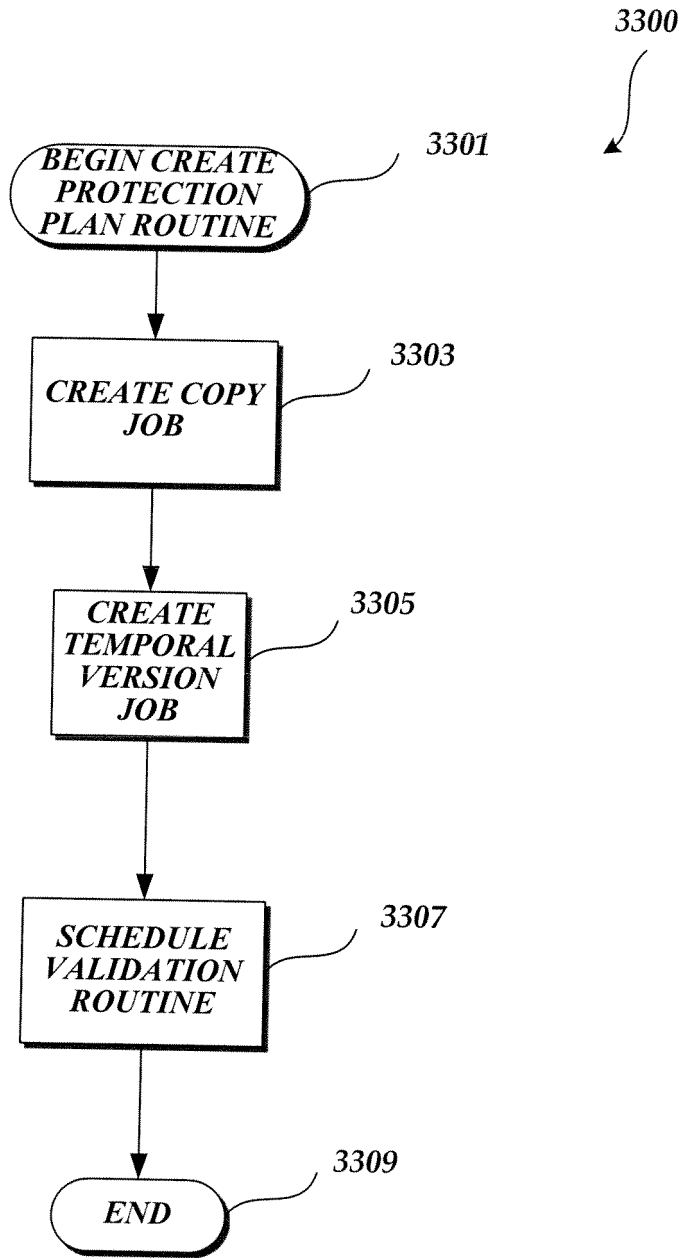 3300
3301
BEGIN CREATE
PROTECTION
PLAN ROUTINE
3303
CREATE COPY
JOB
3305
CREATE
TEMPORAL
VERSION
JOB
3307
SCHEDULE
VALIDATION
ROUTINE
3309
END